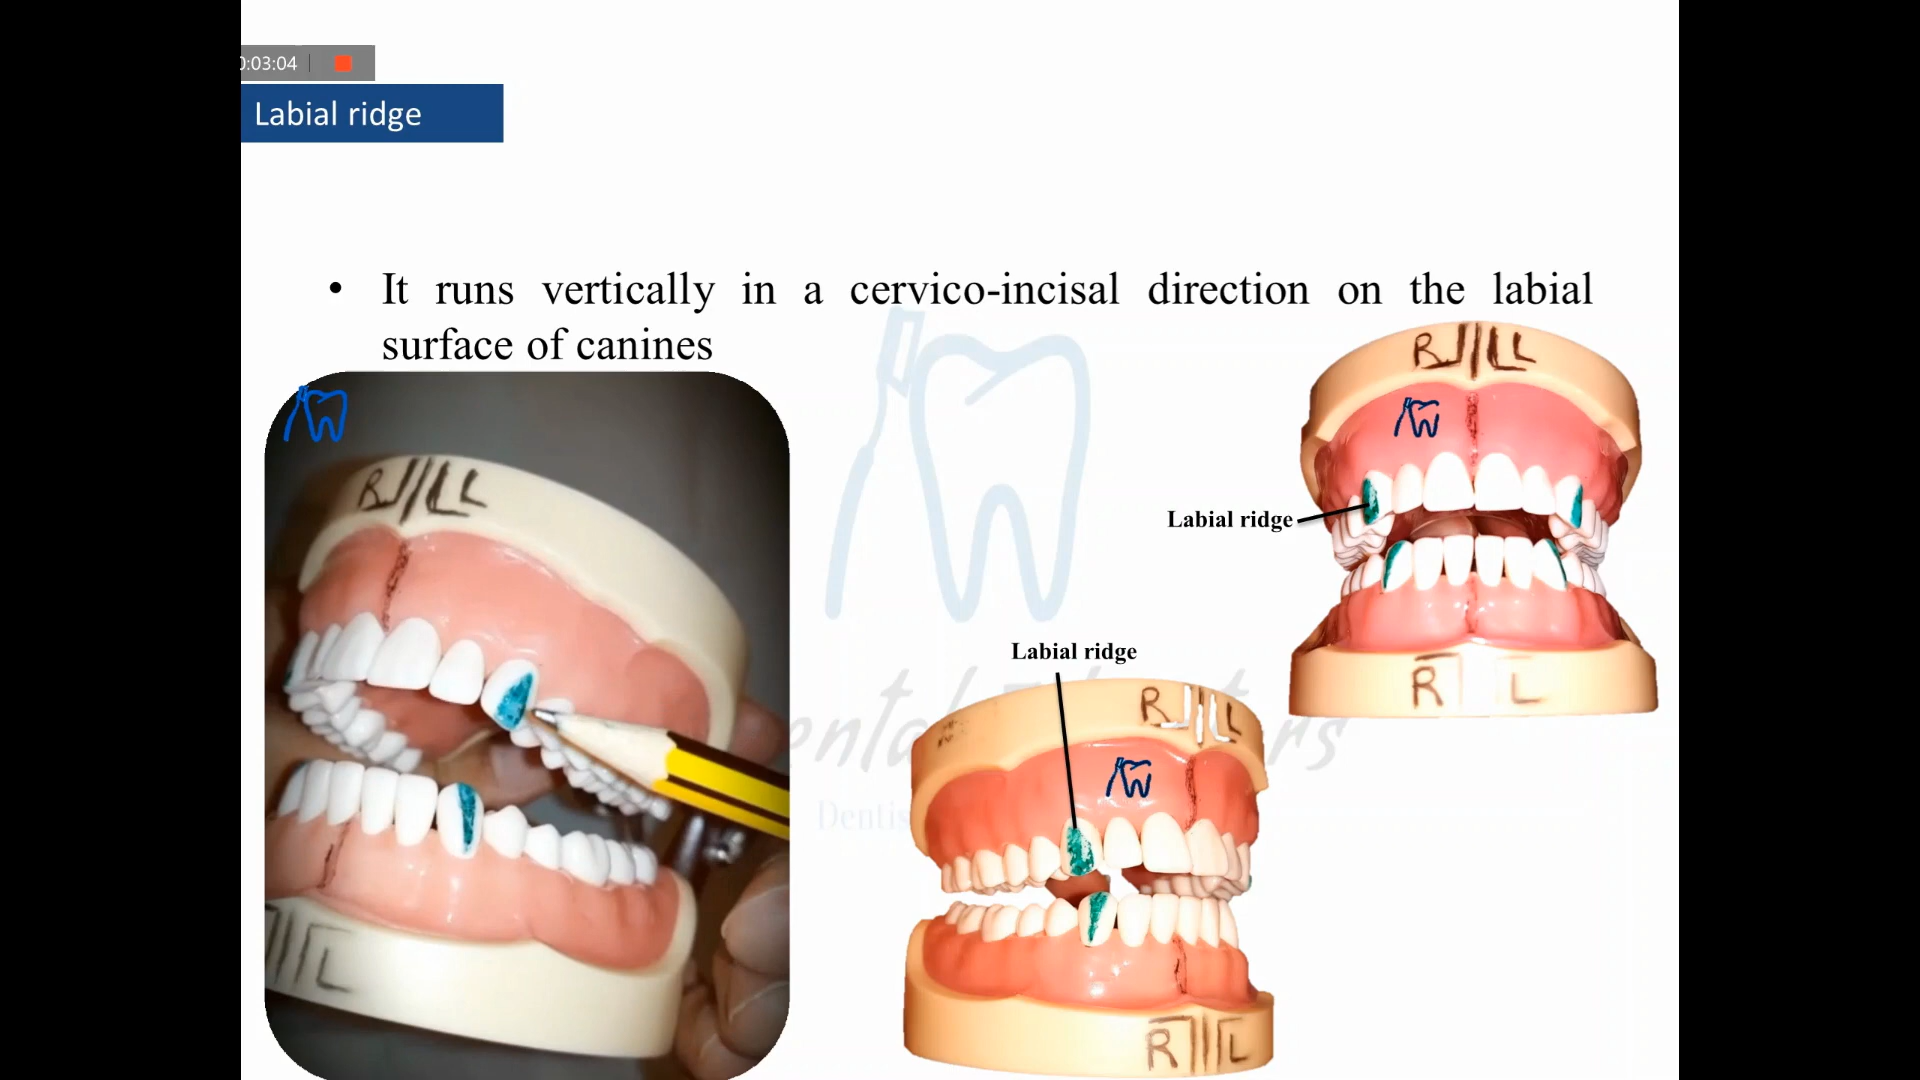 0:03:04
Labial ridge
• It runs vertically in a cervico-incisal direction on the labial
surface of canines
R L
Labial ridge
R L
Labial ridge
R L
R L
L
R L